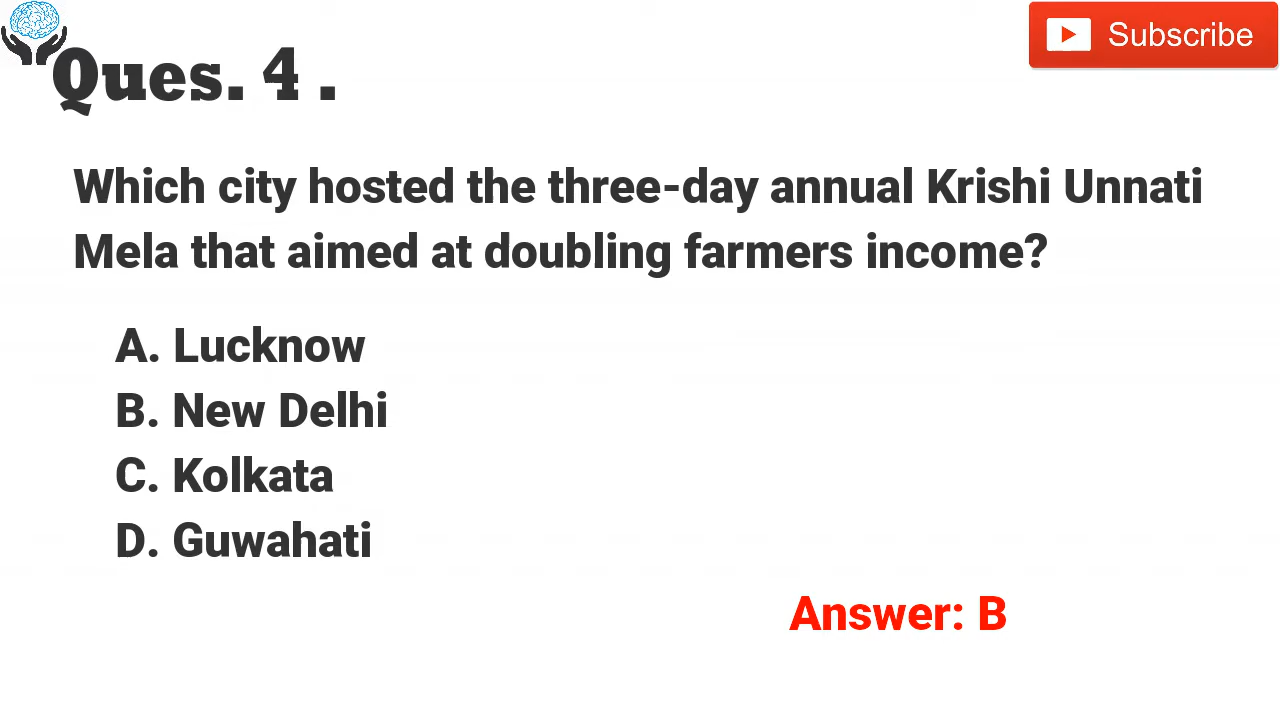 Subscribe
Ques. 4 .
Which city hosted the three-day annual Krishi Unnati
Mela that aimed at doubling farmers income?
A. Lucknow
B. New Delhi
C. Kolkata
D. Guwahati
Answer: B